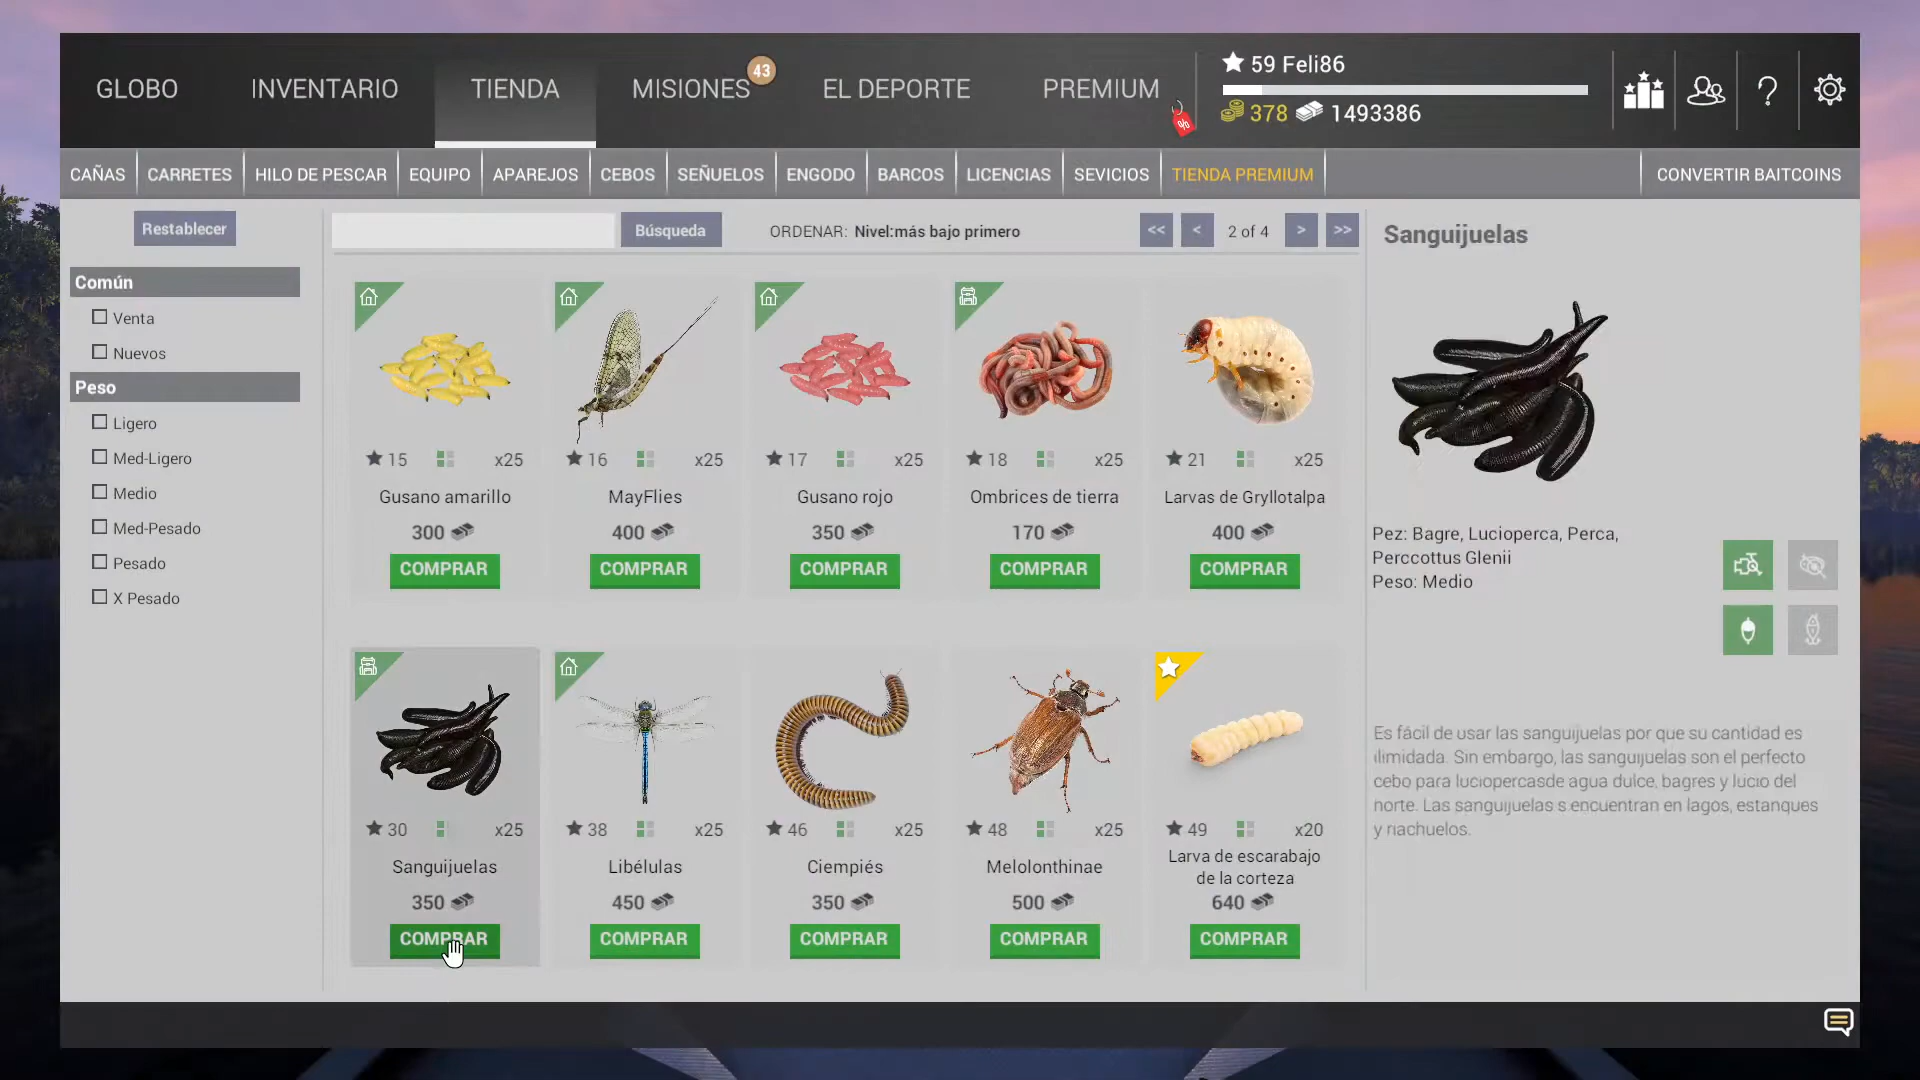 GLOBO INVENTARIO TIENDA MISIONES 43 EL DEPORTE PREMIUM %
59 Feli86
378 1493386
CAÑAS CARRETES HILO DE PESCAR EQUIPO APAREJOS CEBOS SEÑUELOS ENGODO BARCOS LICENCIAS SEVICIOS TIENDA PREMIUM CONVERTIR BAITCOINS
Restablecer
Común
Venta
Nuevos
Peso
Ligero
Med-Ligero
Medio
Med-Pesado
Pesado
X Pesado
Búsqueda ORDENAR: Nivel:más bajo primero << < 2 of 4 > >>
15 x25 16 x25 17 x25 18 x25 21 x25
Gusano amarillo MayFlies Gusano rojo Ombrices de tierra Larvas de Gryllotalpa
300 400 350 170 400
COMPRAR COMPRAR COMPRAR COMPRAR COMPRAR
30 x25 38 x25 46 x25 48 x25 49 x20
Sanguijuelas Libélulas Ciempiés Melolonthinae Larva de escarabajo
de la corteza
350 450 350 500 640
COMPRAR COMPRAR COMPRAR COMPRAR COMPRAR
Sanguijuelas
Pez: Bagre, Lucioperca, Perca,
Perccottus Glenii
Peso: Medio
Es fácil de usar las sanguijuelas por que su cantidad es
ilimidada. Sin embargo, las sanguijuelas son el perfecto
cebo para luciopercasde agua dulce, bagres y lucio del
norte. Las sanguijuelas s encuentran en lagos, estanques
y riachuelos.